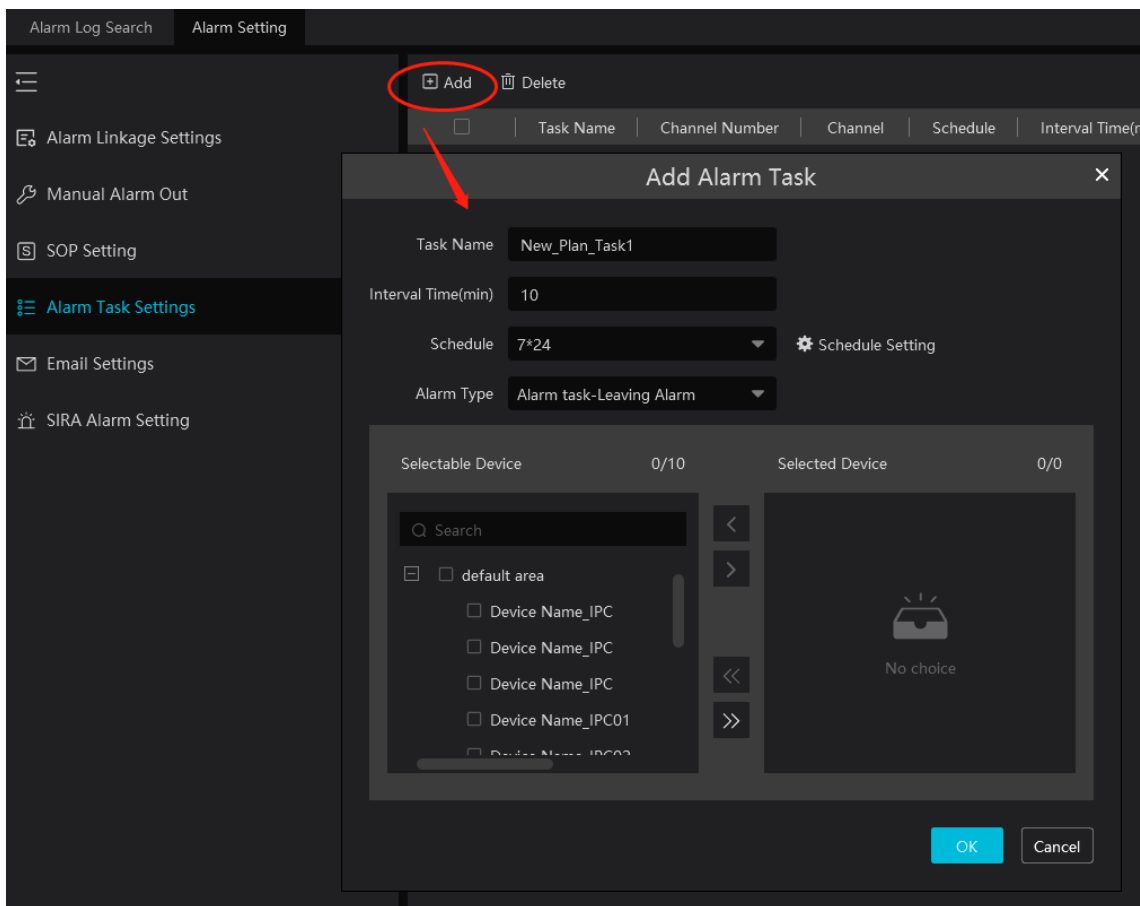 Alarm Log Search Alarm Setting
Add Delete
Task Name Channel Number Channel Schedule Interval Time(
Alarm Linkage Settings
Manual Alarm Out
SOP Setting
Alarm Task Settings
Email Settings
SIRA Alarm Setting
Add Alarm Task
Task Name New_Plan_Task1
Interval Time(min) 10
Schedule 7*24 Schedule Setting
Alarm Type Alarm task-Leaving Alarm
Selectable Device 0/10 Selected Device 0/0
Search
default area
Device Name_IPC
Device Name_IPC
Device Name_IPC
Device Name_IPC01
No choice
OK Cancel